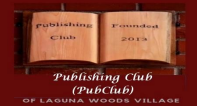 Publishing Club
Founded 2013
Publishing Club
(PubClub)
OF LAGUNA WOODS VILLAGE